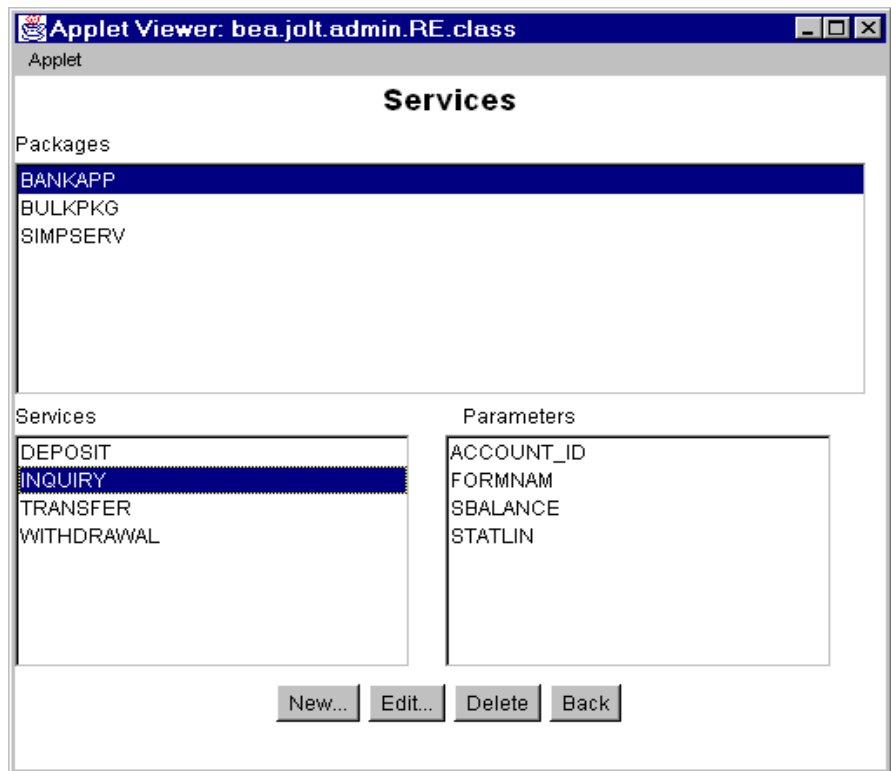 Applet Viewer: bea.jolt.admin.RE.class
Applet
Services
Packages
BANKAPP
BULKPKG
SIMPSERV
Services
DEPOSIT
INQUIRY
TRANSFER
WITHDRAWAL
Parameters
ACCOUNT_ID
FORMNAM
SBALANCE
STATLIN
New... Edit... Delete Back